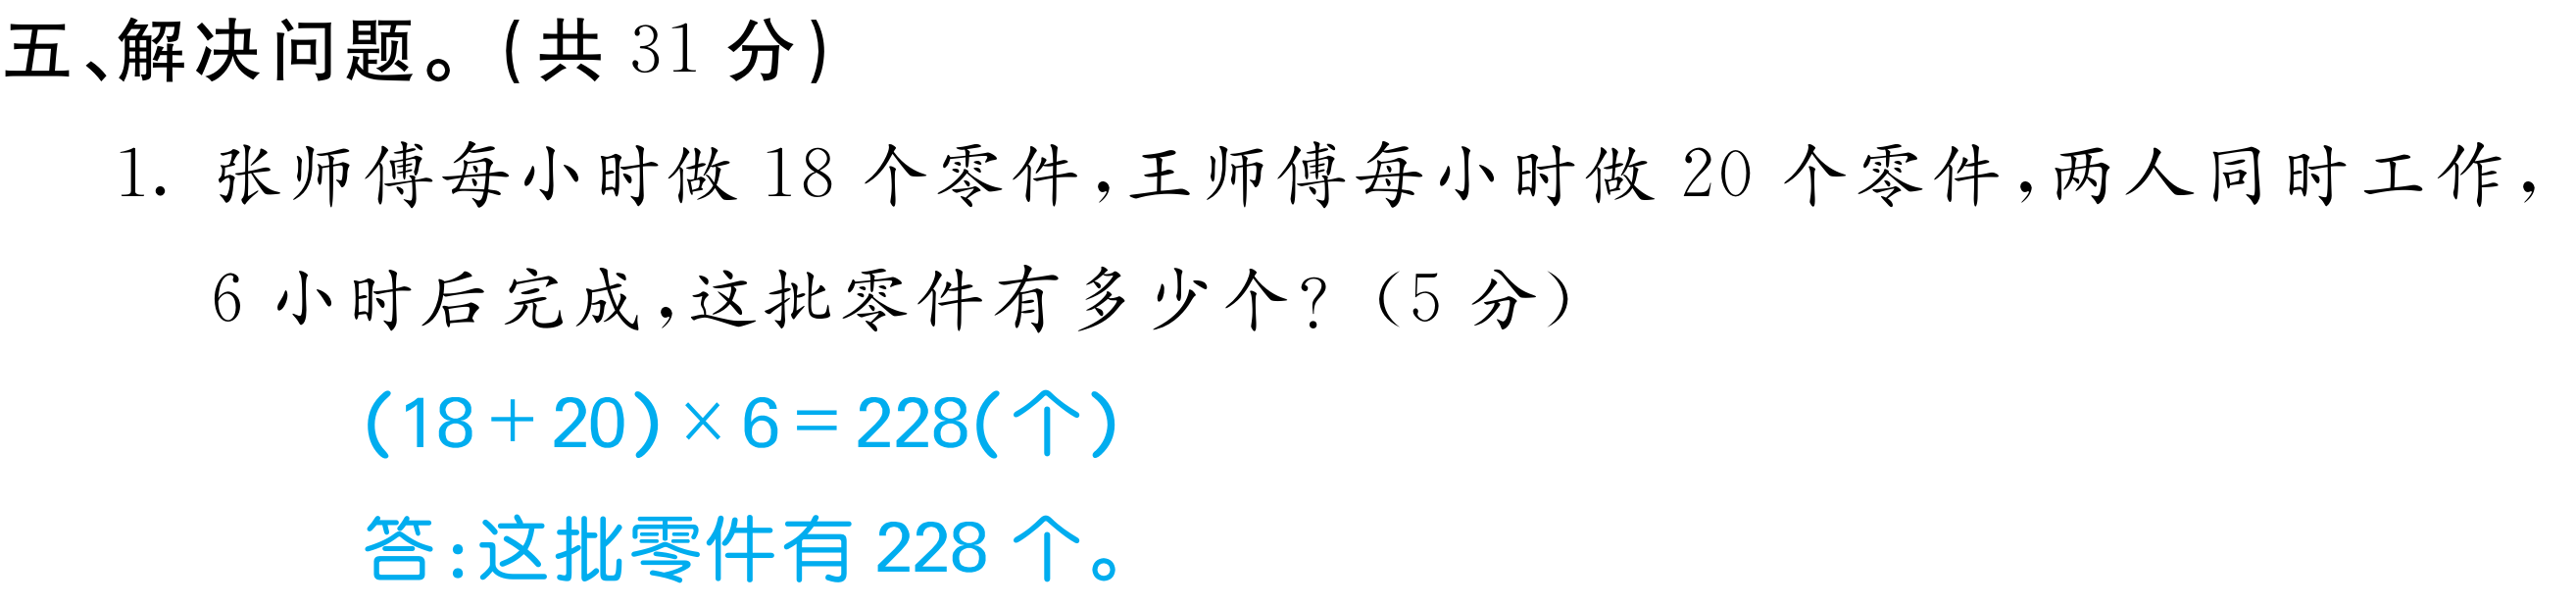 五、解决问题。(共 31 分)
1. 张师傅每小时做 18 个零件,王师傅每小时做 20 个零件,两人同时工作,
6 小时后完成,这批零件有多少个?(5 分)
(18+20)×6=228(个)
答:这批零件有 228 个。